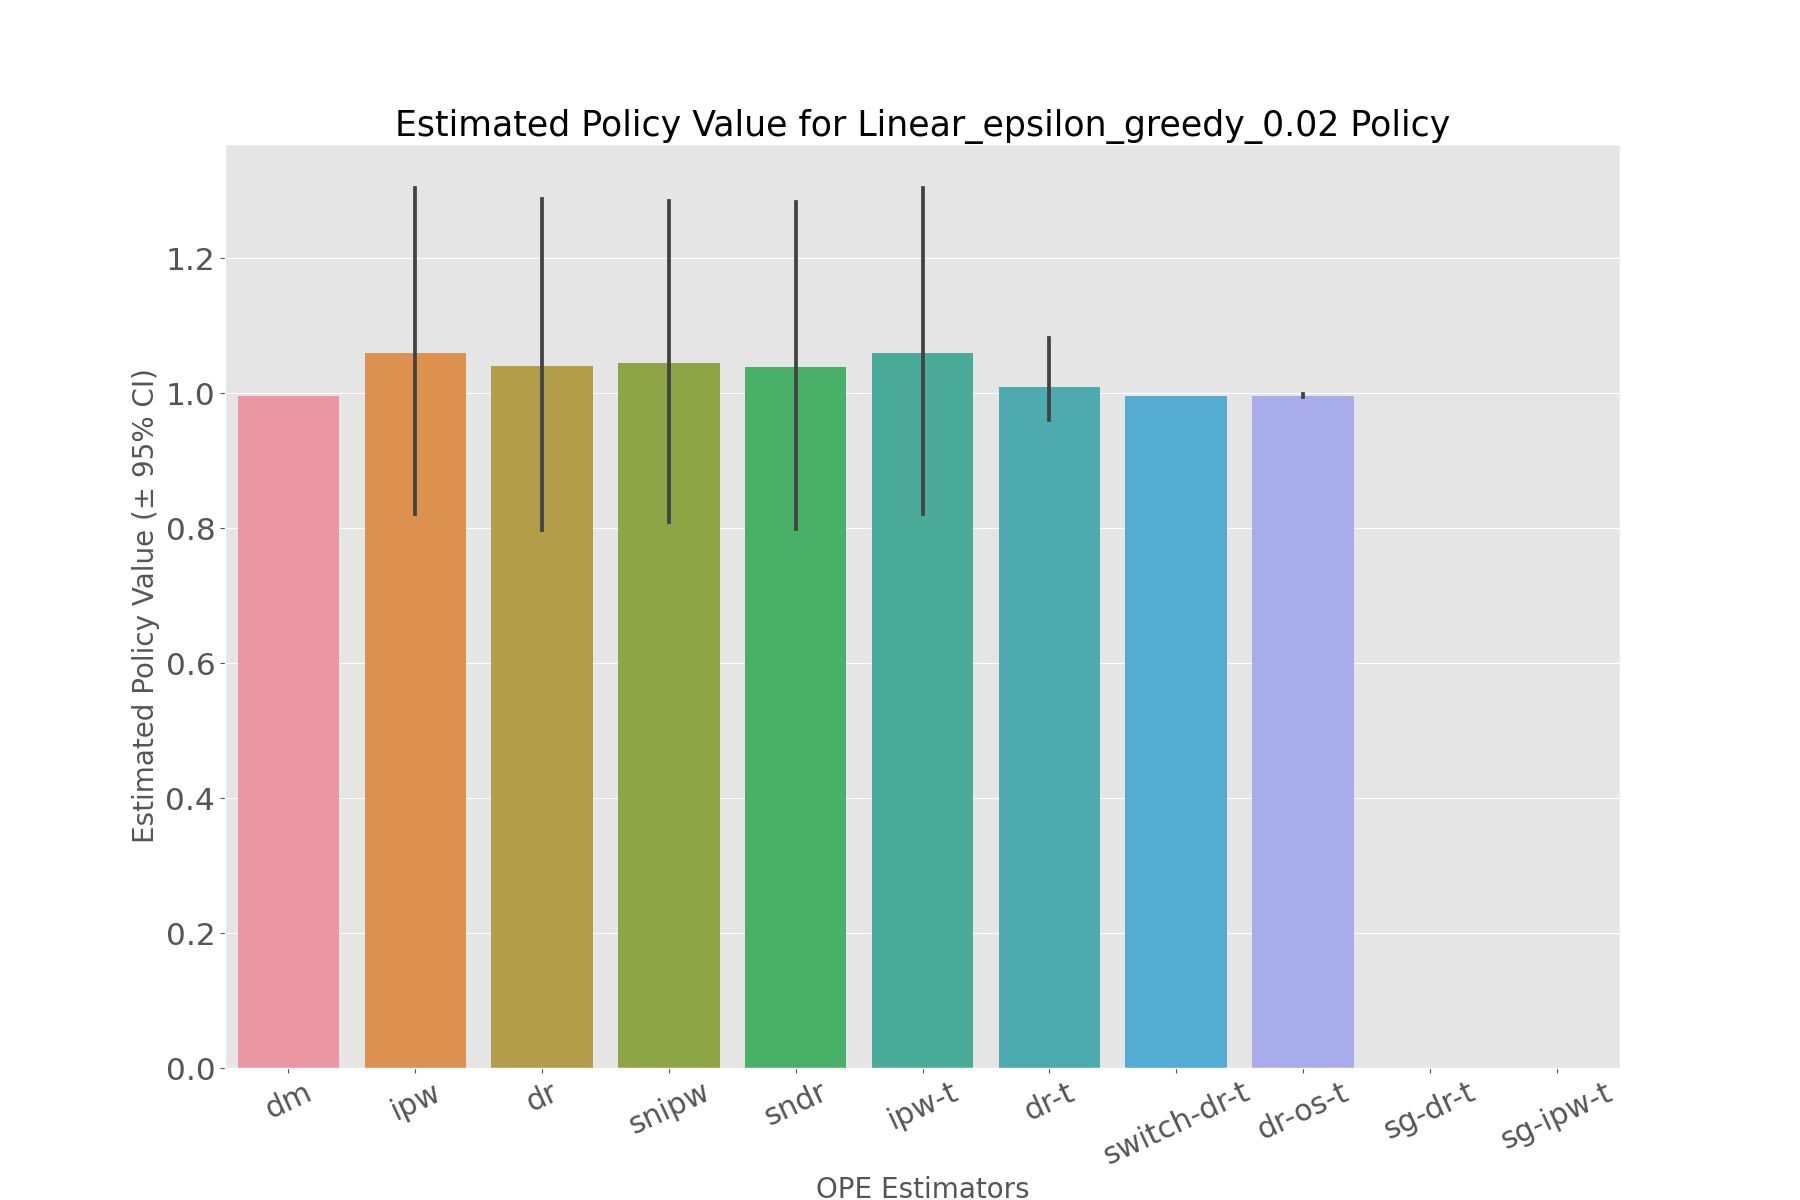 Estimated Policy Value for Linear_epsilon_greedy_0.02 Policy
Estimated Policy Value (± 95% CI)
1.2
1.0
0.8
0.6
0.4
0.2
0.0
dm
ipw
dr
snipw
sndr
ipw-t
dr-t
switch-dr-t
dr-os-t
sg-dr-t
sg-ipw-t
OPE Estimators